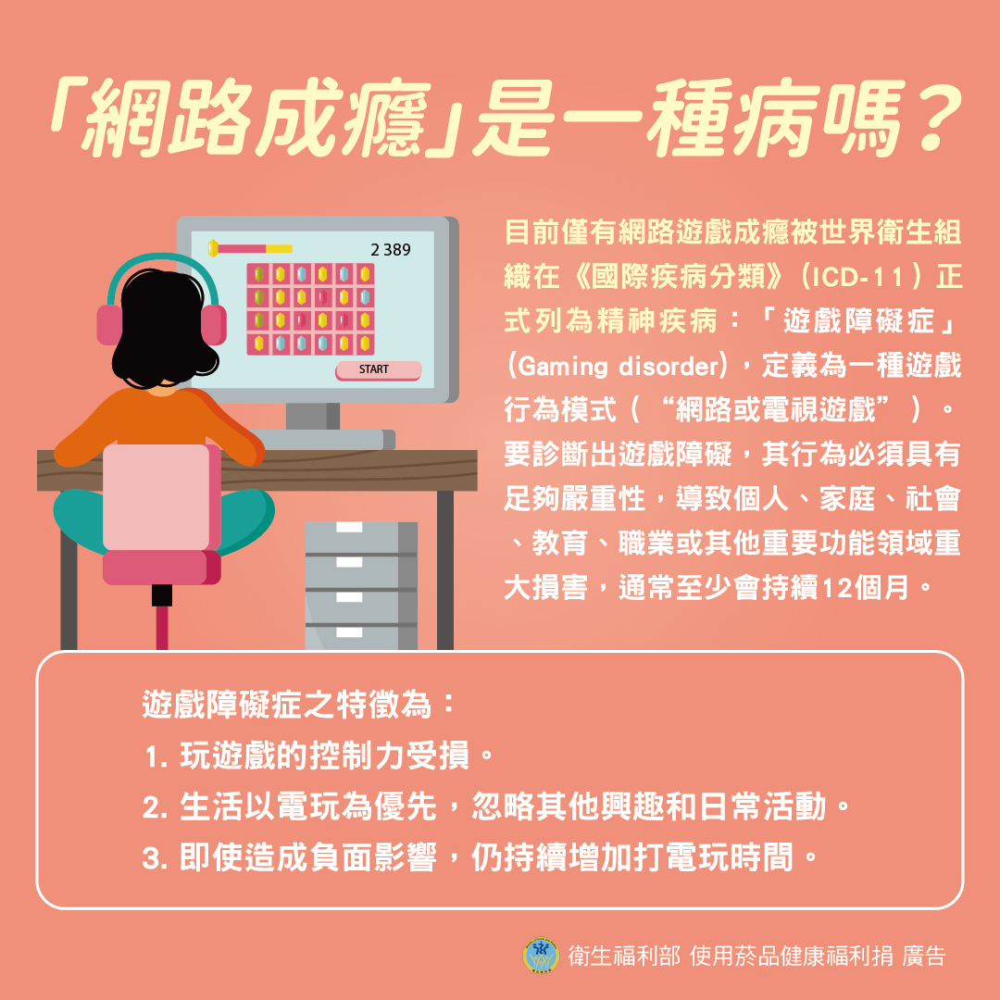 「網路成癮」是一種病嗎？
2 389
START
目前僅有網路遊戲成癮被世界衛生組
織在《國際疾病分類》（ICD-11）正
式列為精神疾病：「遊戲障礙症」
（Gaming disorder），定義為一種遊戲
行為模式（“網路或電視遊戲”）。
要診斷出遊戲障礙，其行為必須具有
足夠嚴重性，導致個人、家庭、社會
、教育、職業或其他重要功能領域重
大損害，通常至少會持續12個月。
遊戲障礙症之特徵為：
1. 玩遊戲的控制力受損。
2. 生活以電玩為優先，忽略其他興趣和日常活動。
3. 即使造成負面影響，仍持續增加打電玩時間。
衛生福利部 使用菸品健康福利捐 廣告